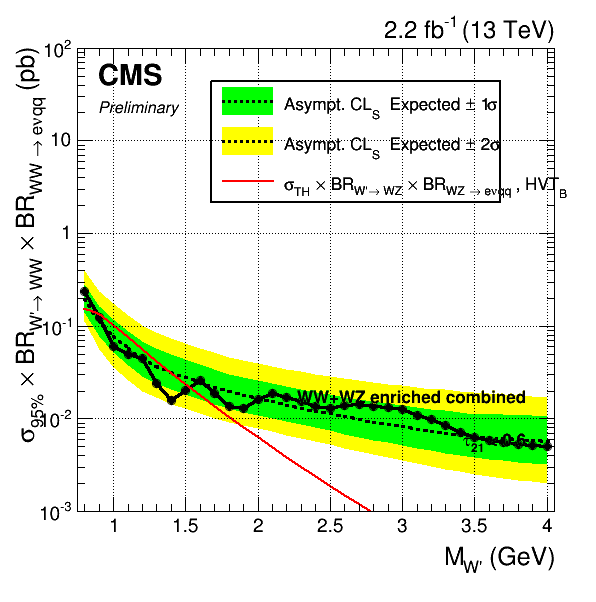 2.2 fb-1 (13 TeV)
CMS
Preliminary
Asympt. CLS Expected ± 1σ
Asympt. CLS Expected ± 2σ
σTH × BRW'→ WZ × BRWZ → eνqq , HVTB
σ95% × BRW'→ WW × BRWW → eνqq (pb)
10²
10
1
10-1
10-2
10-3
WW+WZ enriched combined
1 1.5 2 2.5 3 3.5 4
MW' (GeV)